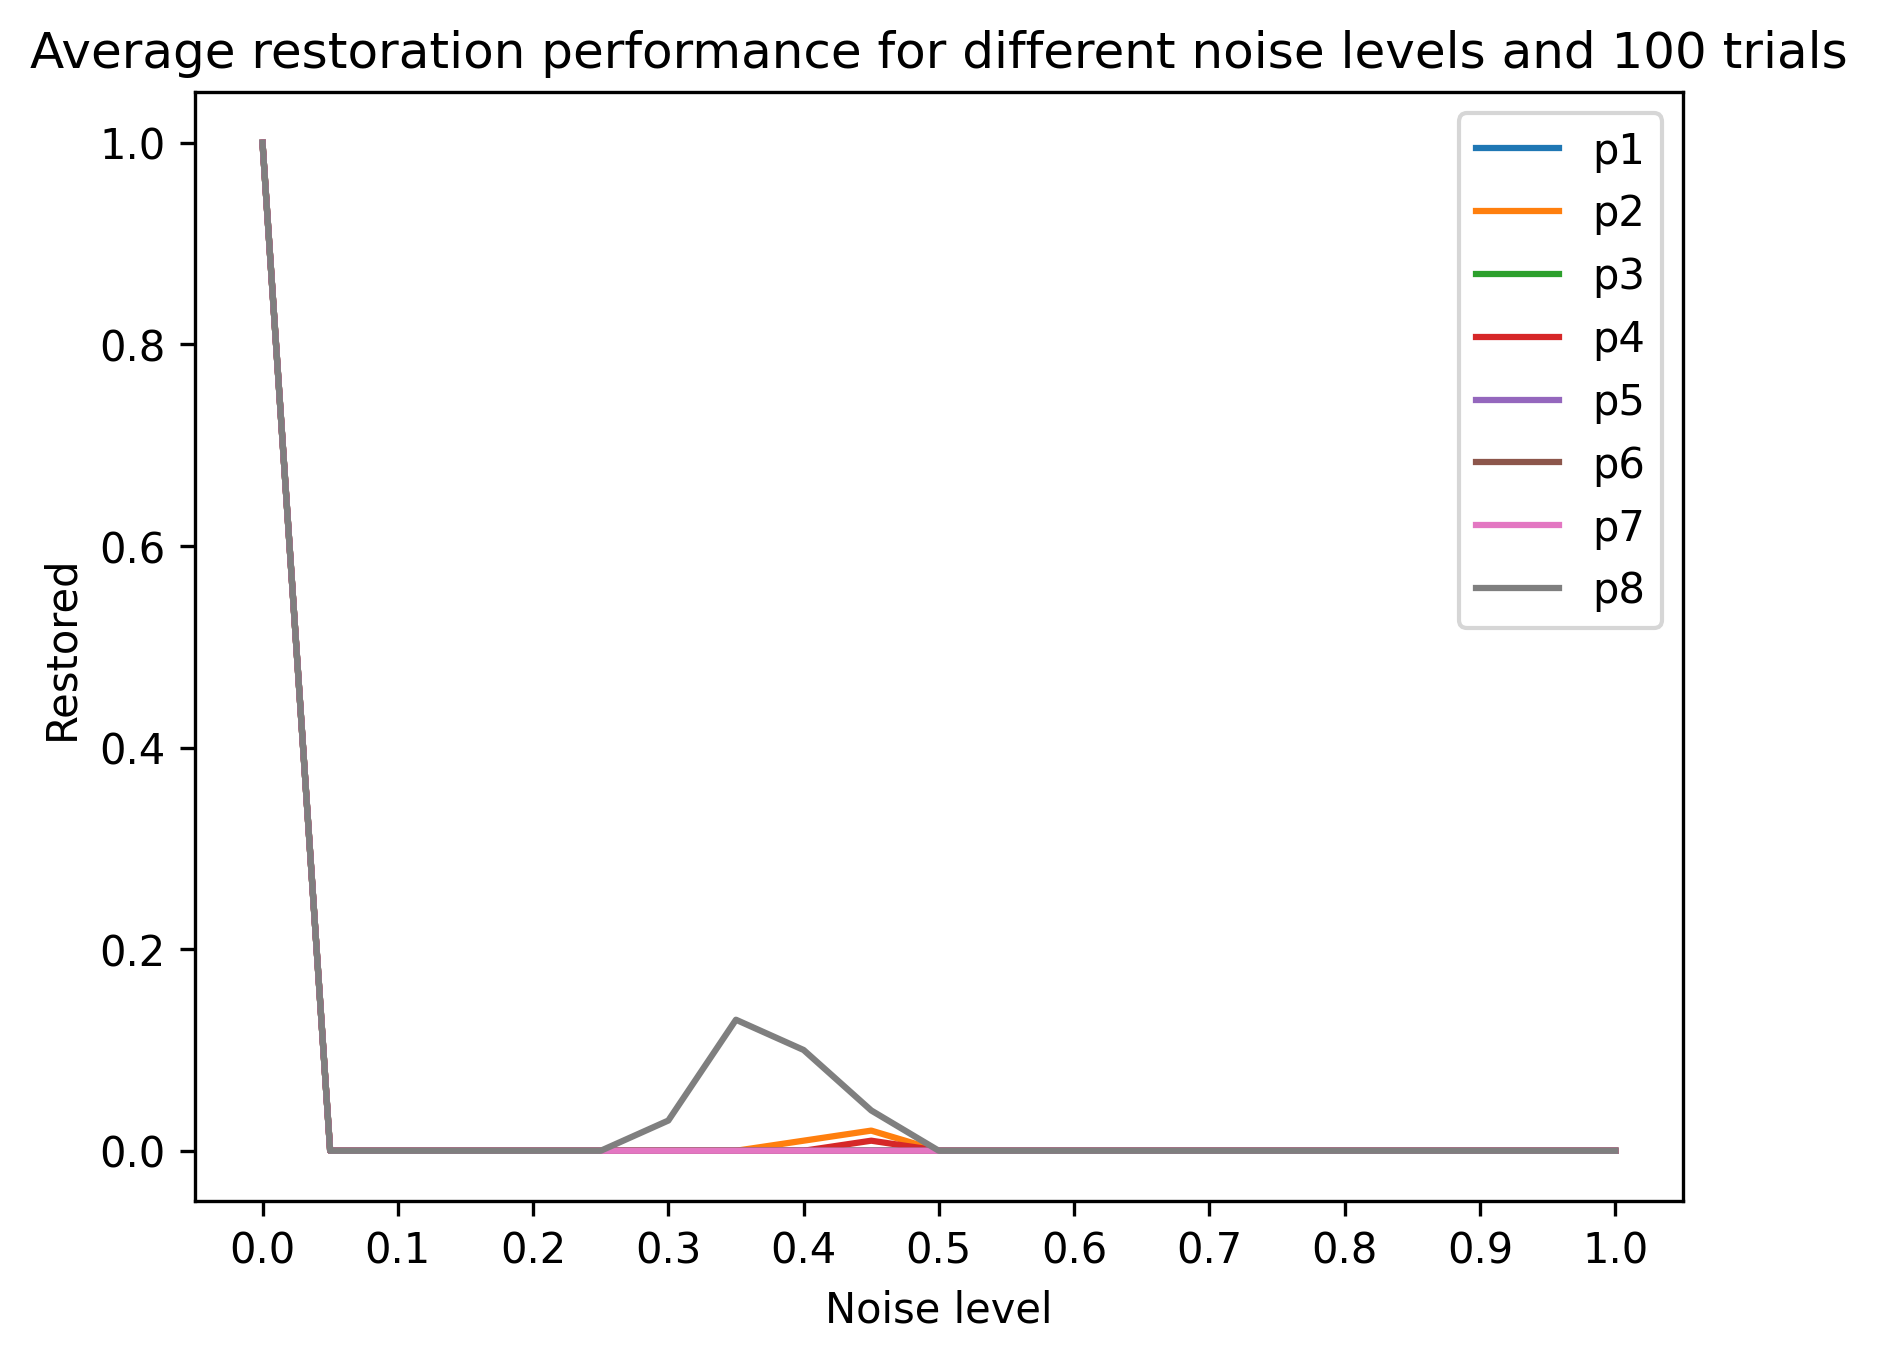 Average restoration performance for different noise levels and 100 trials
1.0
0.8
0.6
0.4
0.2
0.0
Restored
p1
p2
p3
p4
p5
p6
p7
p8
0.0 0.1 0.2 0.3 0.4 0.5 0.6 0.7 0.8 0.9 1.0
Noise level